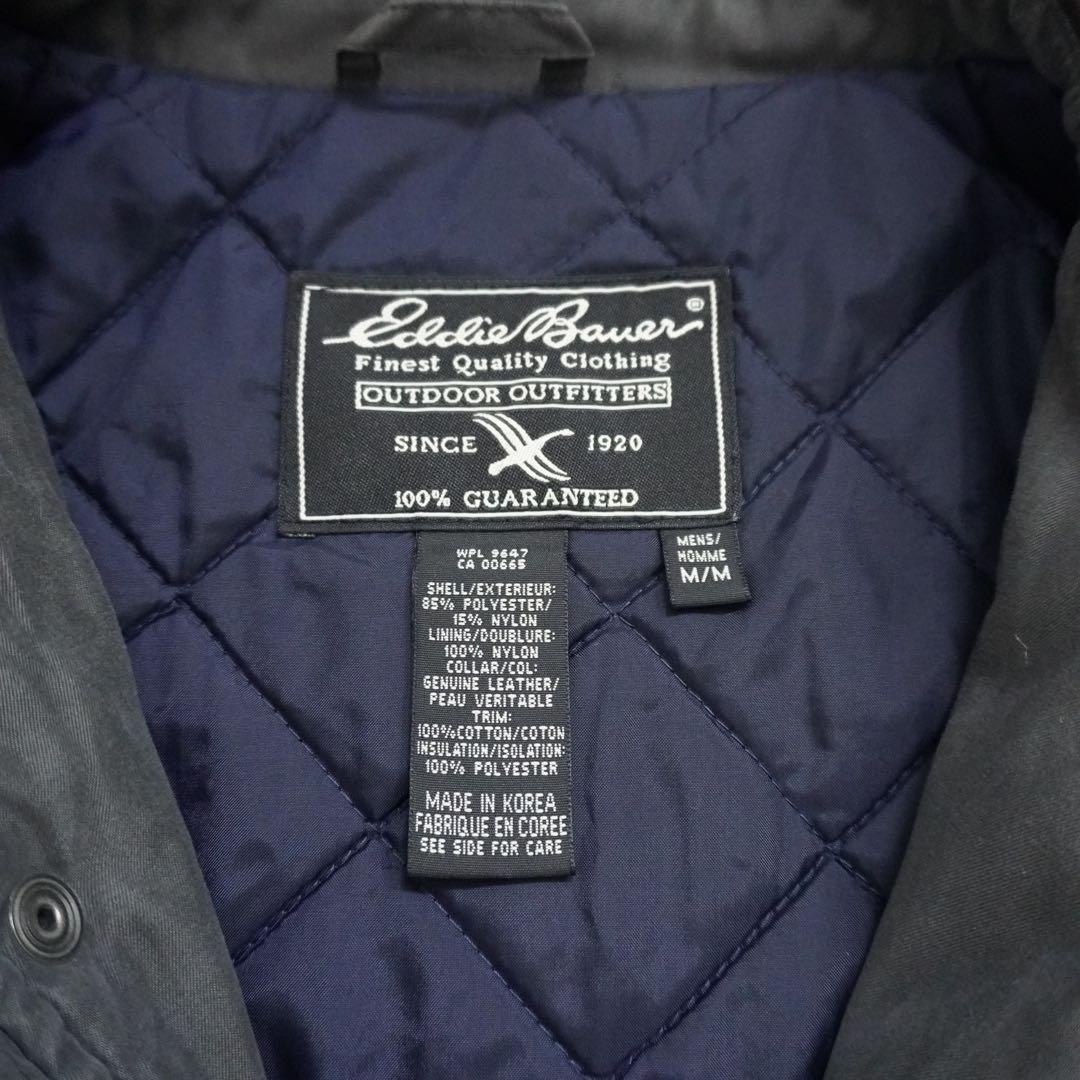 Eddie Bauer®
Finest Quality Clothing
OUTDOOR OUTFITTERS
SINCE 1920
100% GUARANTEED
WPL 9647
CA 00665
SHELL/EXTERIEUR:
85% POLYESTER/
15% NYLON
LINING/DOUBLURE:
100% NYLON
COLLAR/COL:
GENUINE LEATHER/
PEAU VERITABLE
TRIM:
100%COTTON/COTON
INSULATION/ISOLATION:
100% POLYESTER
MADE IN KOREA
FABRIQUE EN COREE
SEE SIDE FOR CARE
MENS/
HOMME
M/M